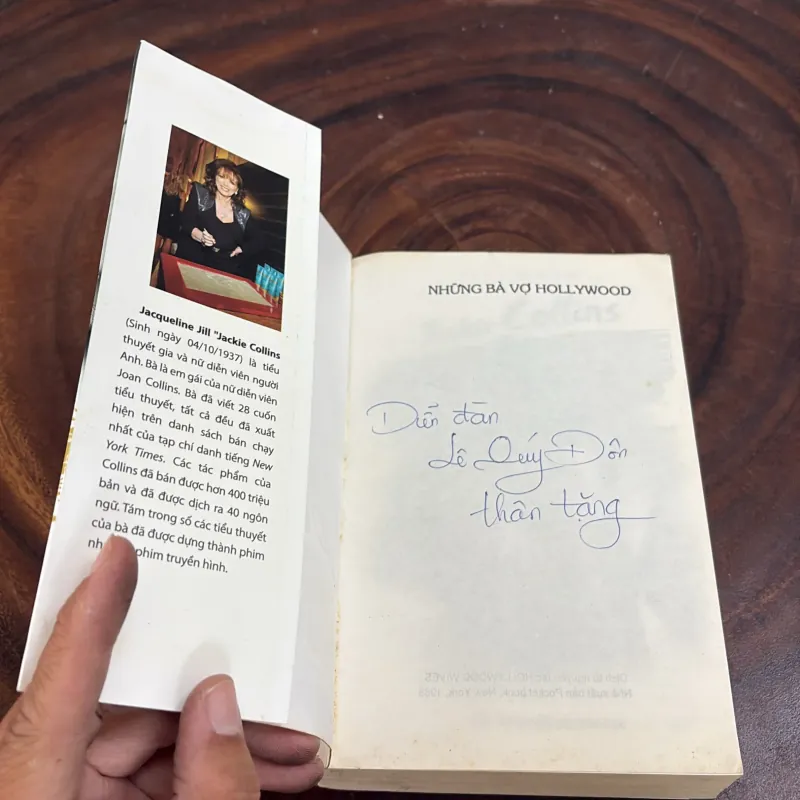 Jacqueline Jill "Jackie Collins
(Sinh ngày 04/10/1937) là tiểu
thuyết gia và nữ diễn viên người
Anh. Bà là em gái của nữ diễn viên
Joan Collins. Bà đã viết 28 cuốn
tiểu thuyết, tất cả đều đã xuất
hiện trên danh sách bán chạy
nhất của tạp chí danh tiếng New
York Times. Các tác phẩm của
Collins đã bán được hơn 400 triệu
bản và đã được dịch ra 40 ngôn
ngữ. Tám trong số các tiểu thuyết
của bà đã được dựng thành phim
phim truyền hình.
NHỮNG BÀ VỢ HOLLYWOOD
Diễn đàn
Lê Quý Đôn
thân tặng